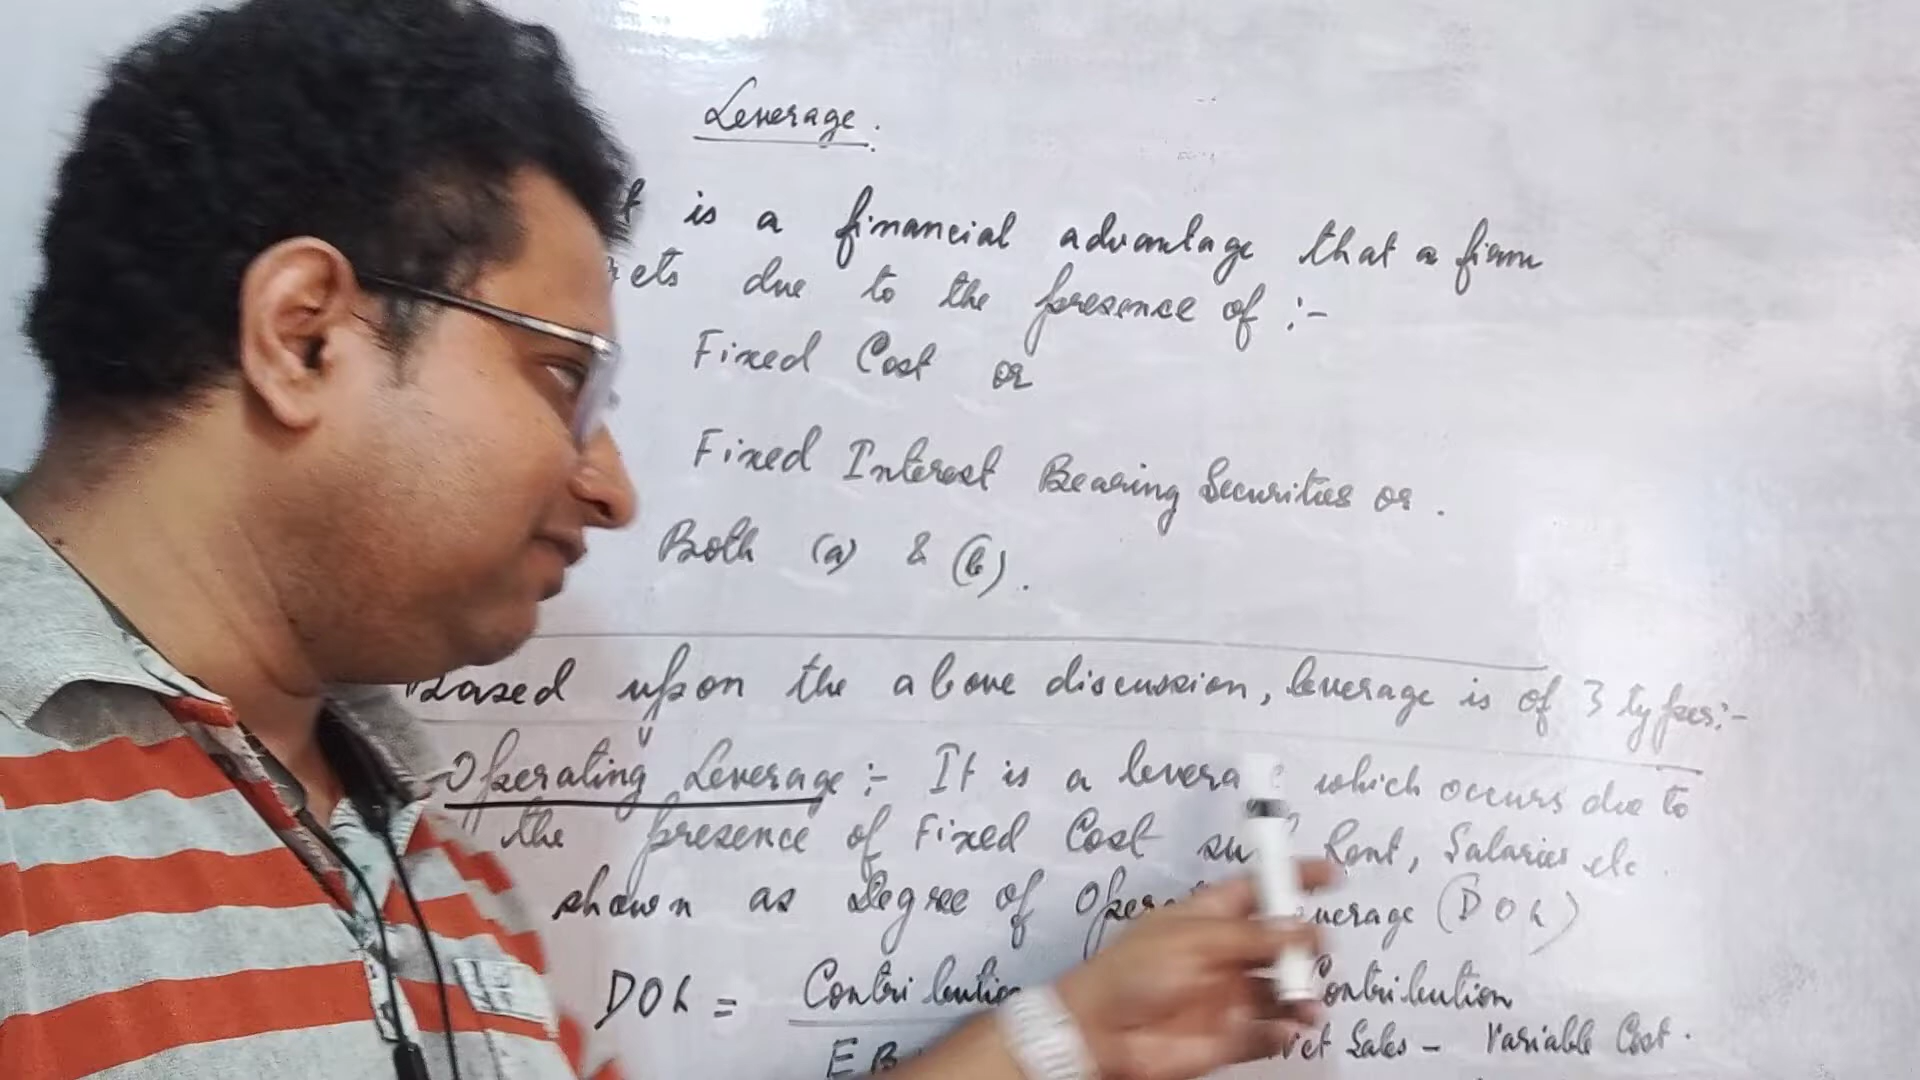 Leverage.
is a financial advantage that a firm
due to the presence of :-
Fixed Cost or
Fixed Interest Bearing Securities or.
Both (a) & (b).
Based upon the above discussion, leverage is of 3 types:-
Operating Leverage :- It is a which occurs due to
the presence of Fixed Cost Rent, Salaries etc.
shown as Degree of (DOL)
DOL = Contribution Contribution
Sales - Variable Cost.